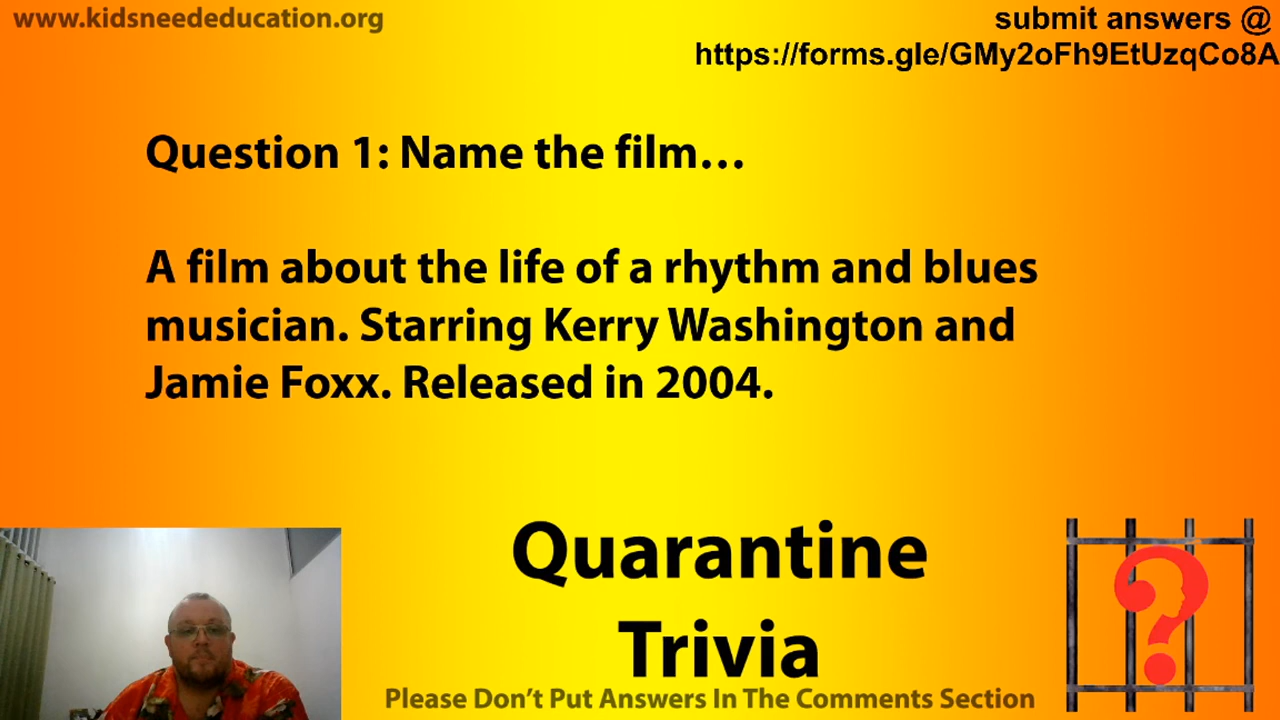 www.kidsneededucation.org
submit answers @
https://forms.gle/GMy2oFh9EtUzqCo8A
Question 1: Name the film...
A film about the life of a rhythm and blues
musician. Starring Kerry Washington and
Jamie Foxx. Released in 2004.
Quarantine
Trivia
Please Don’t Put Answers In The Comments Section